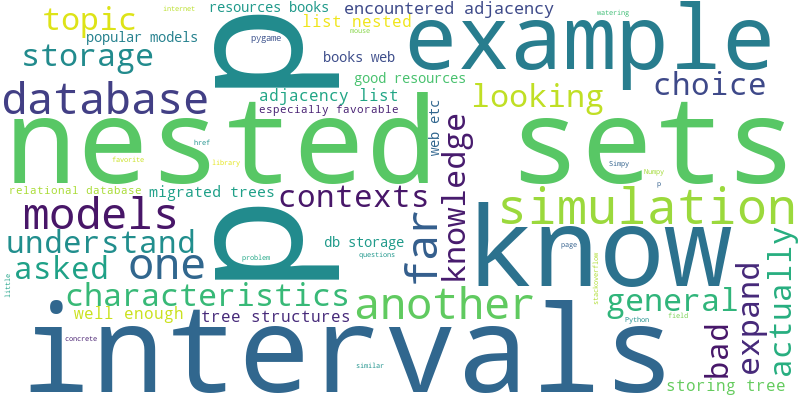 internet
resources books
encountered adjacency
watering
topic
list nested
popular models
mouse
d
example
pygame
storage
books web
good resources
choice
database
adjacency list
looking
especially favorable
nested sets
web etc
knowledge
href
favorite
library
Simpy
Numpy
relational database
migrated trees
contexts
p
models
simulation
far
know
understand
d
db storage
page
actually
asked
one
problem
questions
stackoverflow
little
characteristics
another
general
expand
well enough
tree structures
Python
field
bad
intervals
concrete
similar
storing tree